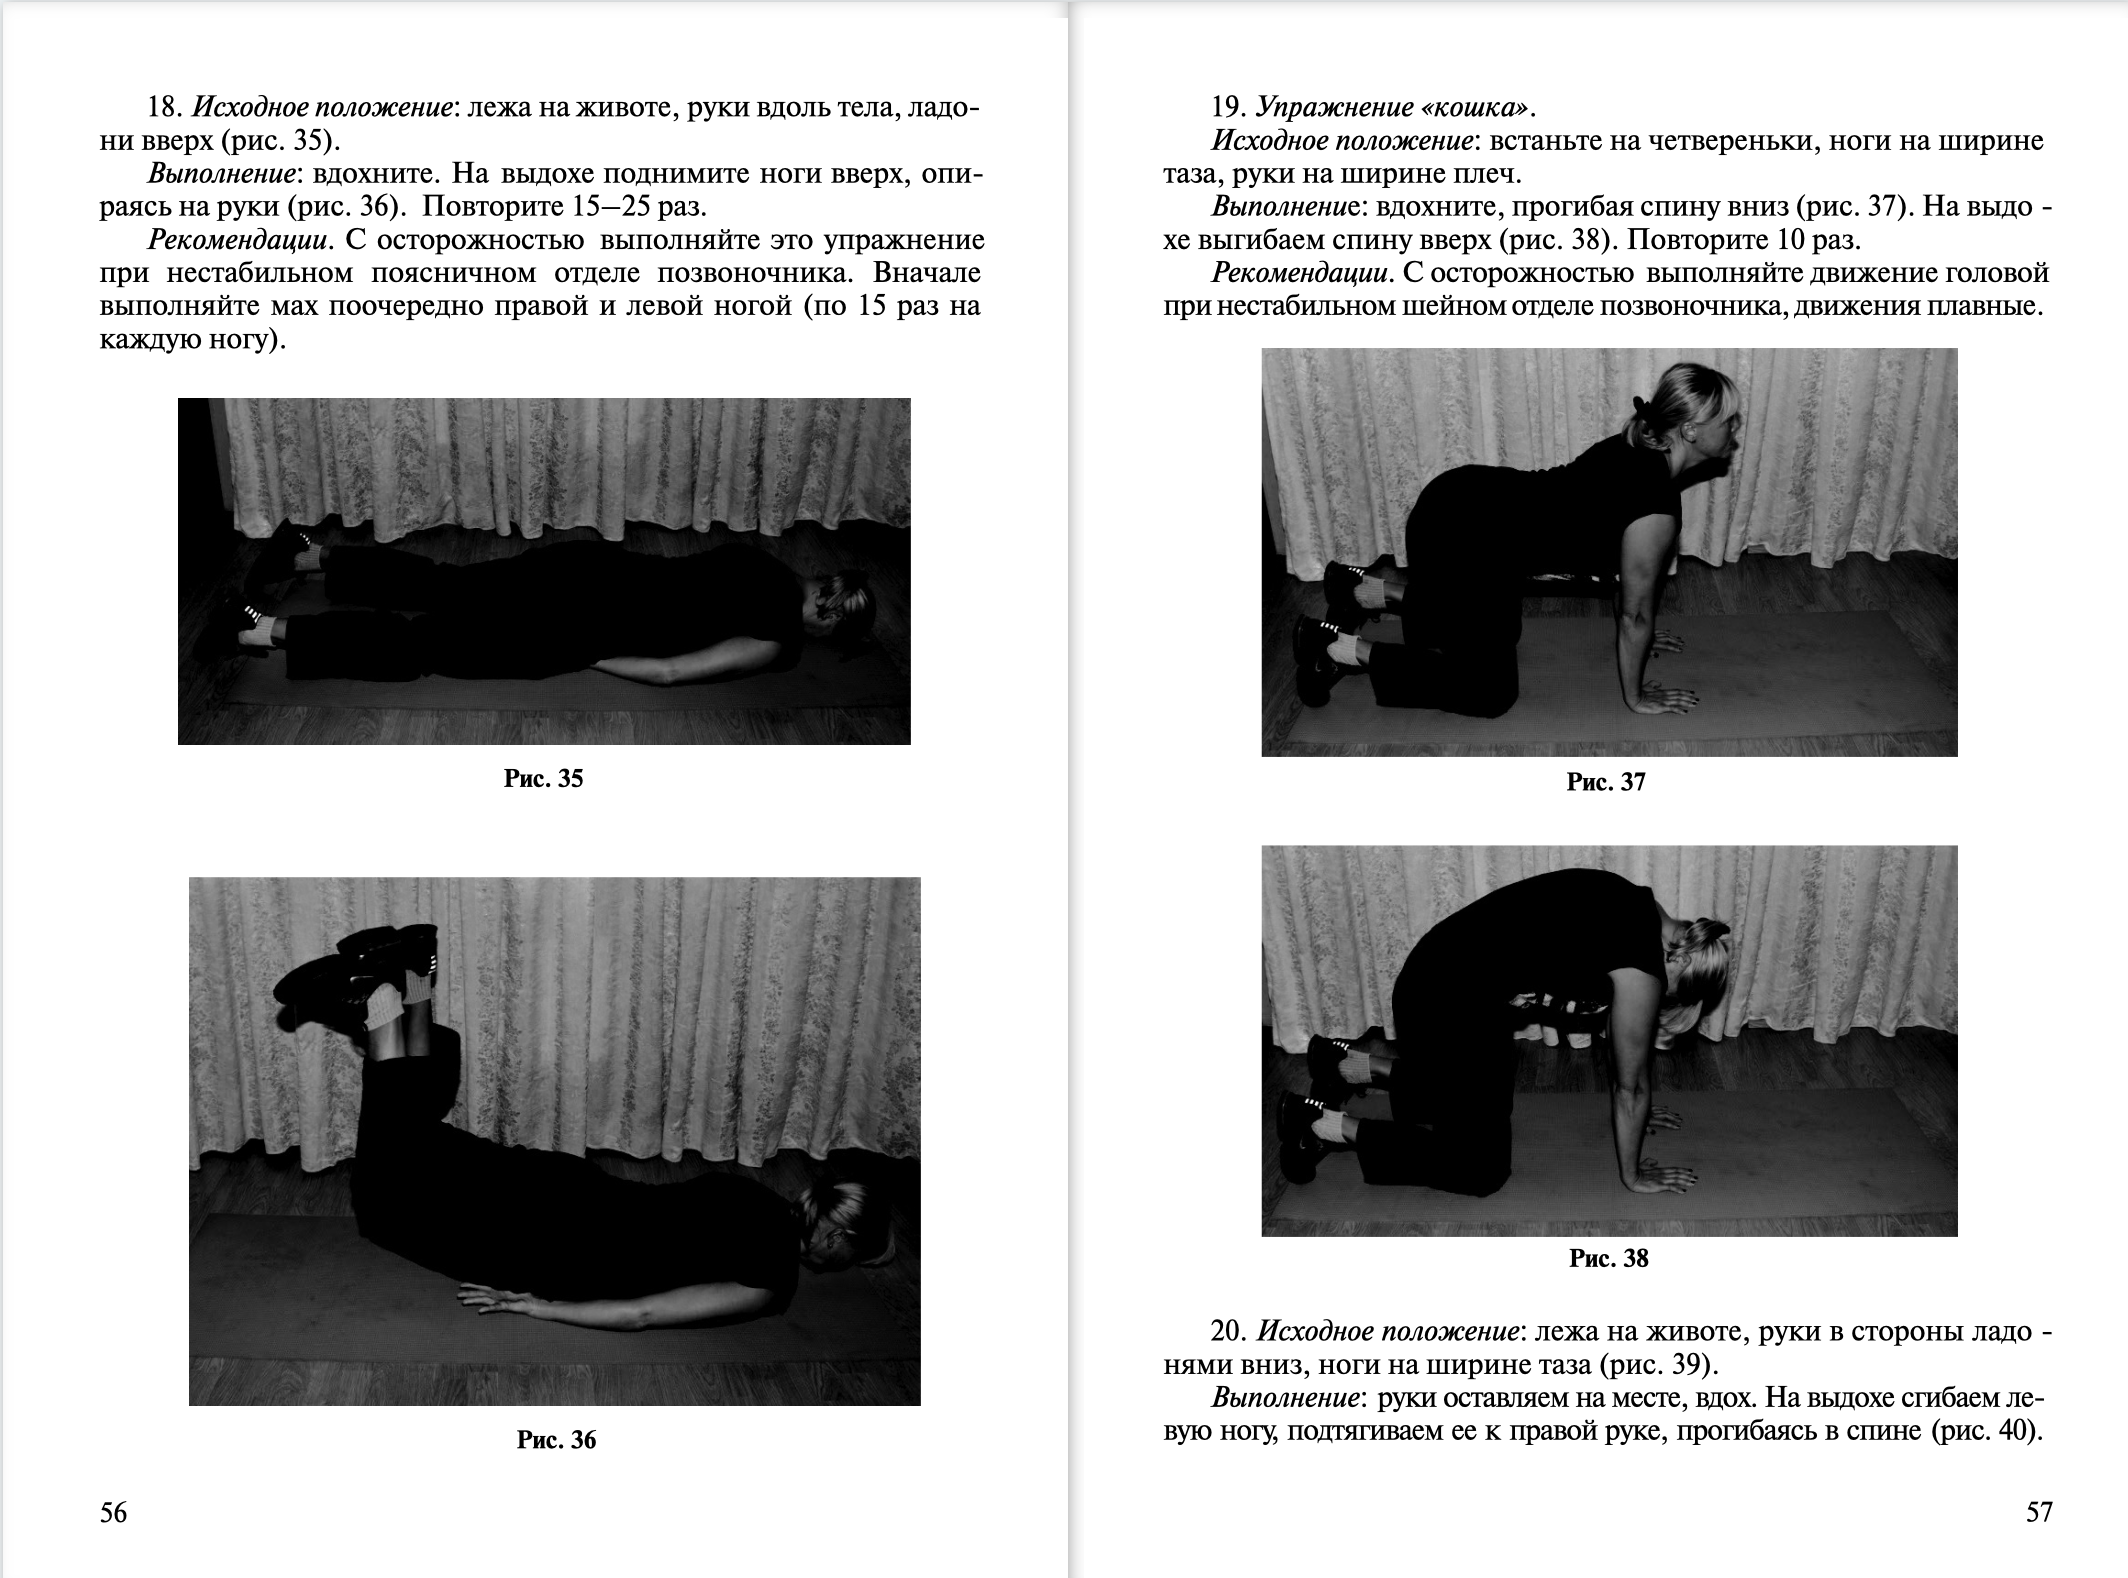 18. Исходное положение: лежа на животе, руки вдоль тела, ладо-
ни вверх (рис. 35).
Выполнение: вдохните. На выдохе поднимите ноги вверх, опи-
раясь на руки (рис. 36). Повторите 15–25 раз.
Рекомендации. С осторожностью выполняйте это упражнение
при нестабильном поясничном отделе позвоночника. Вначале
выполняйте мах поочередно правой и левой ногой (по 15 раз на
каждую ногу).
Рис. 35
Рис. 36
56
19. Упражнение «кошка».
Исходное положение: встаньте на четвереньки, ноги на ширине
таза, руки на ширине плеч.
Выполнение: вдохните, прогибая спину вниз (рис. 37). На выдо -
хе выгибаем спину вверх (рис. 38). Повторите 10 раз.
Рекомендации. С осторожностью выполняйте движение головой
при нестабильном шейном отделе позвоночника, движения плавные.
Рис. 37
Рис. 38
20. Исходное положение: лежа на животе, руки в стороны ладо -
нями вниз, ноги на ширине таза (рис. 39).
Выполнение: руки оставляем на месте, вдох. На выдохе сгибаем ле-
вую ногу, подтягиваем ее к правой руке, прогибаясь в спине (рис. 40).
57